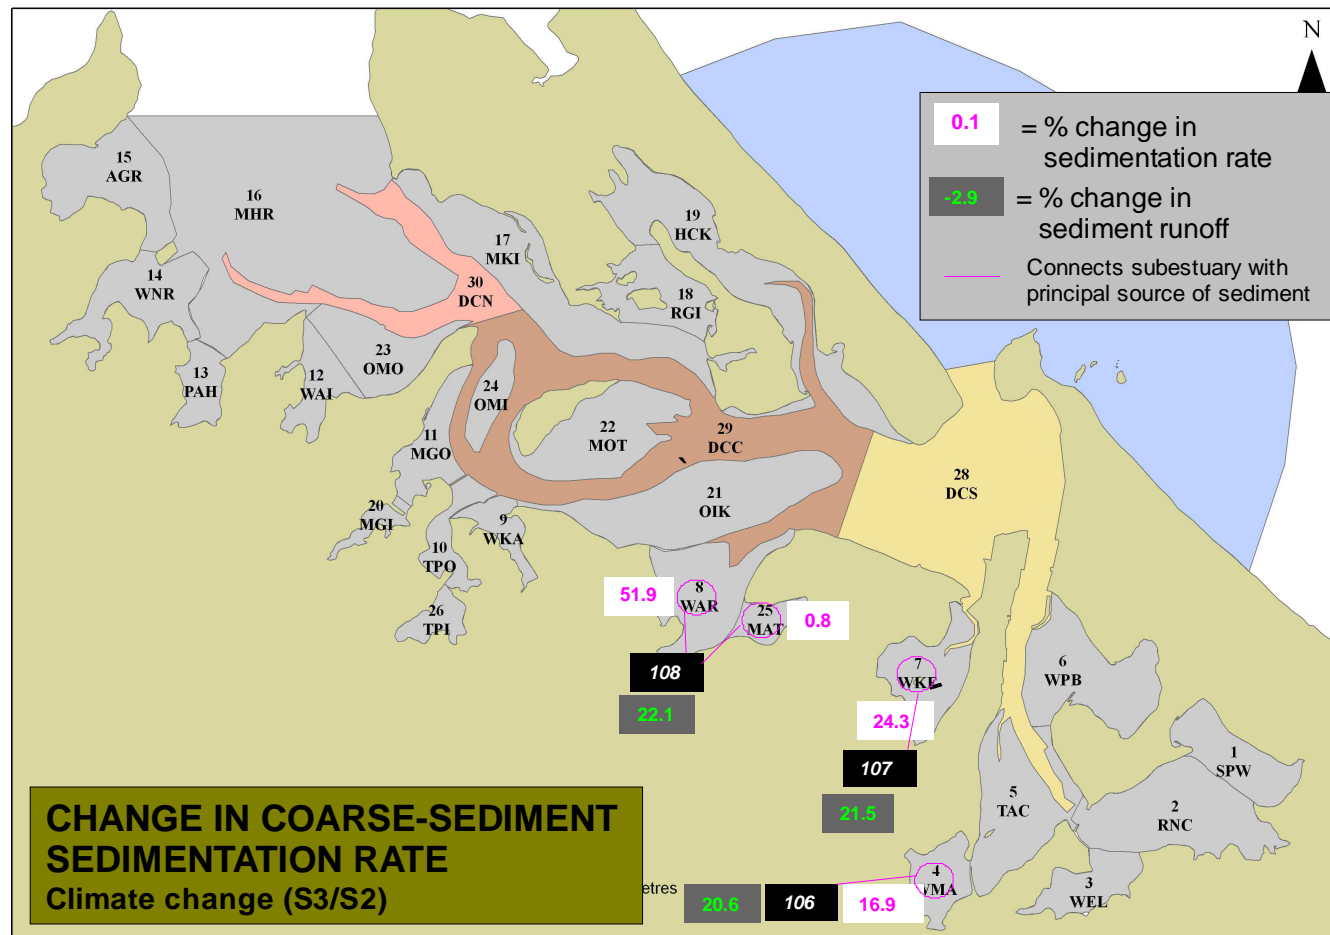 N
0.1 = % change in
sedimentation rate
-2.9 = % change in
sediment runoff
Connects subestuary with
principal source of sediment
15
AGR
16
MHR
19
HCK
17
MKI
14
WNR
30
DCN
18
RGI
23
OMO
13
PAH
12
WAI
24
OMI
22
MOT
29
DCC
11
MGO
28
DCS
21
OIK
20
MGI
9
WKA
10
TPO
26
TPI
51.9
8
WAR
25
MAT
0.8
108
22.1
7
24.3
107
21.5
6
WPB
1
SPW
5
TAC
2
RNC
3
WEL
4
20.6
106
16.9
etres
CHANGE IN COARSE-SEDIMENT
SEDIMENTATION RATE
Climate change (S3/S2)